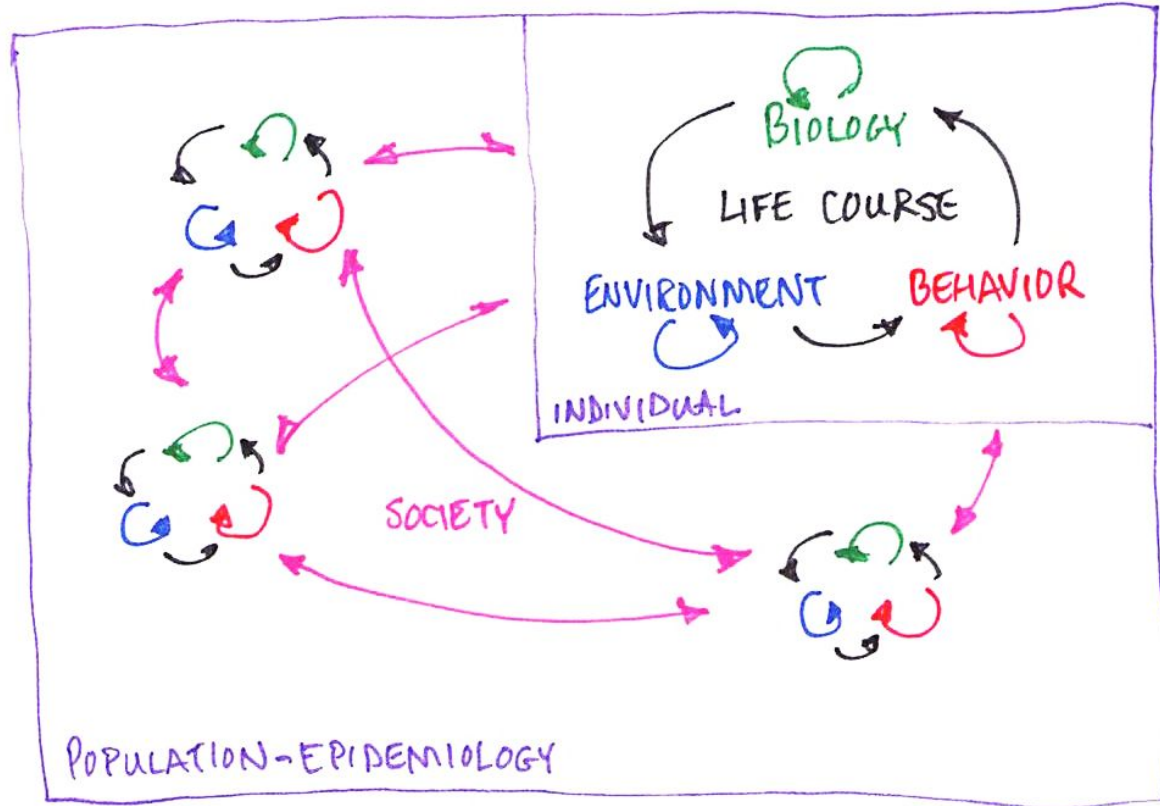 BIOLOGY
LIFE COURSE
ENVIRONMENT
BEHAVIOR
INDIVIDUAL
SOCIETY
POPULATION-EPIDEMIOLOGY